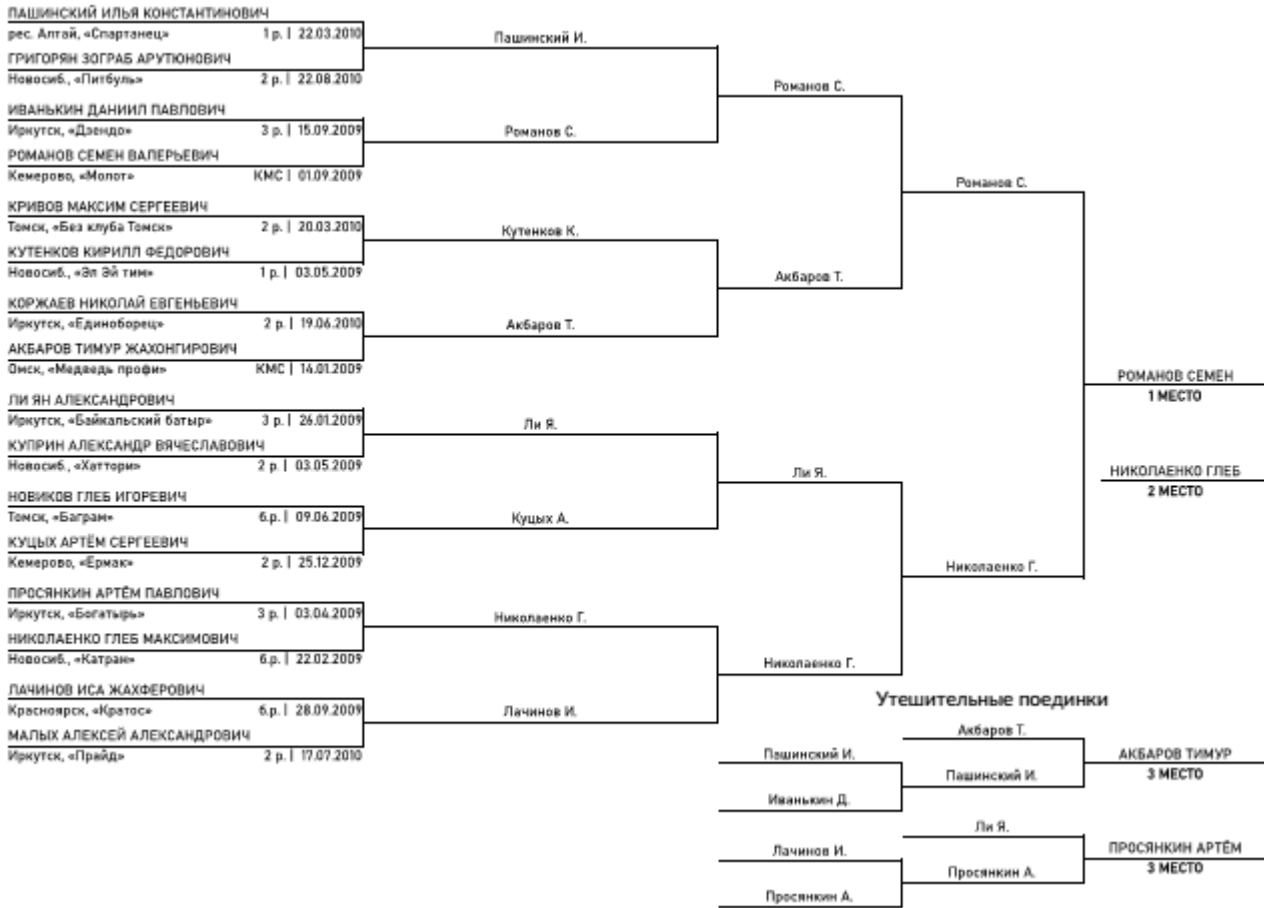 ПАШИНСКИЙ ИЛЬЯ КОНСТАНТИНОВИЧ
рес. Алтай, «Спартанец» 1 р. | 22.03.2010
ГРИГОРЯН ЗОГРАБ АРУТЮНОВИЧ
Новосиб., «Питбуль» 2 р. | 22.08.2010
ИВАНЬКИН ДАНИИЛ ПАВЛОВИЧ
Иркутск, «Дзендо» 3 р. | 15.09.2009
РОМАНОВ СЕМЕН ВАЛЕРЬЕВИЧ
Кемерово, «Молот» КМС | 01.09.2009
КРИВОВ МАКСИМ СЕРГЕЕВИЧ
Томск, «Без клуба Томск» 2 р. | 20.03.2010
КУТЕНКОВ КИРИЛЛ ФЕДОРОВИЧ
Новосиб., «Эл Эй тим» 1 р. | 03.05.2009
КОРЖАЕВ НИКОЛАЙ ЕВГЕНЬЕВИЧ
Иркутск, «Единоборец» 2 р. | 19.06.2010
АКБАРОВ ТИМУР ЖАХОНГИРОВИЧ
Омск, «Медведь профи» КМС | 14.01.2009
ЛИ ЯН АЛЕКСАНДРОВИЧ
Иркутск, «Байкальский батыр» 3 р. | 26.01.2009
КУПРИН АЛЕКСАНДР ВЯЧЕСЛАВОВИЧ
Новосиб., «Хаттори» 2 р. | 03.05.2009
НОВИКОВ ГЛЕБ ИГОРЕВИЧ
Томск, «Баграм» б.р. | 09.06.2009
КУЦЫХ АРТЁМ СЕРГЕЕВИЧ
Кемерово, «Ермак» 2 р. | 25.12.2009
ПРОСЯНКИН АРТЁМ ПАВЛОВИЧ
Иркутск, «Богатырь» 3 р. | 03.04.2009
НИКОЛАЕНКО ГЛЕБ МАКСИМОВИЧ
Новосиб., «Катран» б.р. | 22.02.2009
ЛАЧИНОВ ИСА ЖАХФЕРОВИЧ
Красноярск, «Кратос» б.р. | 28.09.2009
МАЛЫХ АЛЕКСЕЙ АЛЕКСАНДРОВИЧ
Иркутск, «Прайд» 2 р. | 17.07.2010
Пашинский И.
Романов С.
Кутенков К.
Акбаров Т.
Ли Я.
Куцых А.
Николаенко Г.
Лачинов И.
Романов С.
Акбаров Т.
Ли Я.
Николаенко Г.
Романов С.
Николаенко Г.
РОМАНОВ СЕМЕН
1 МЕСТО
НИКОЛАЕНКО ГЛЕБ
2 МЕСТО
Утешительные поединки
Пашинский И.
Иванькин Д.
Акбаров Т.
Пашинский И.
АКБАРОВ ТИМУР
3 МЕСТО
Лачинов И.
Просянкин А.
Ли Я.
Просянкин А.
ПРОСЯНКИН АРТЁМ
3 МЕСТО